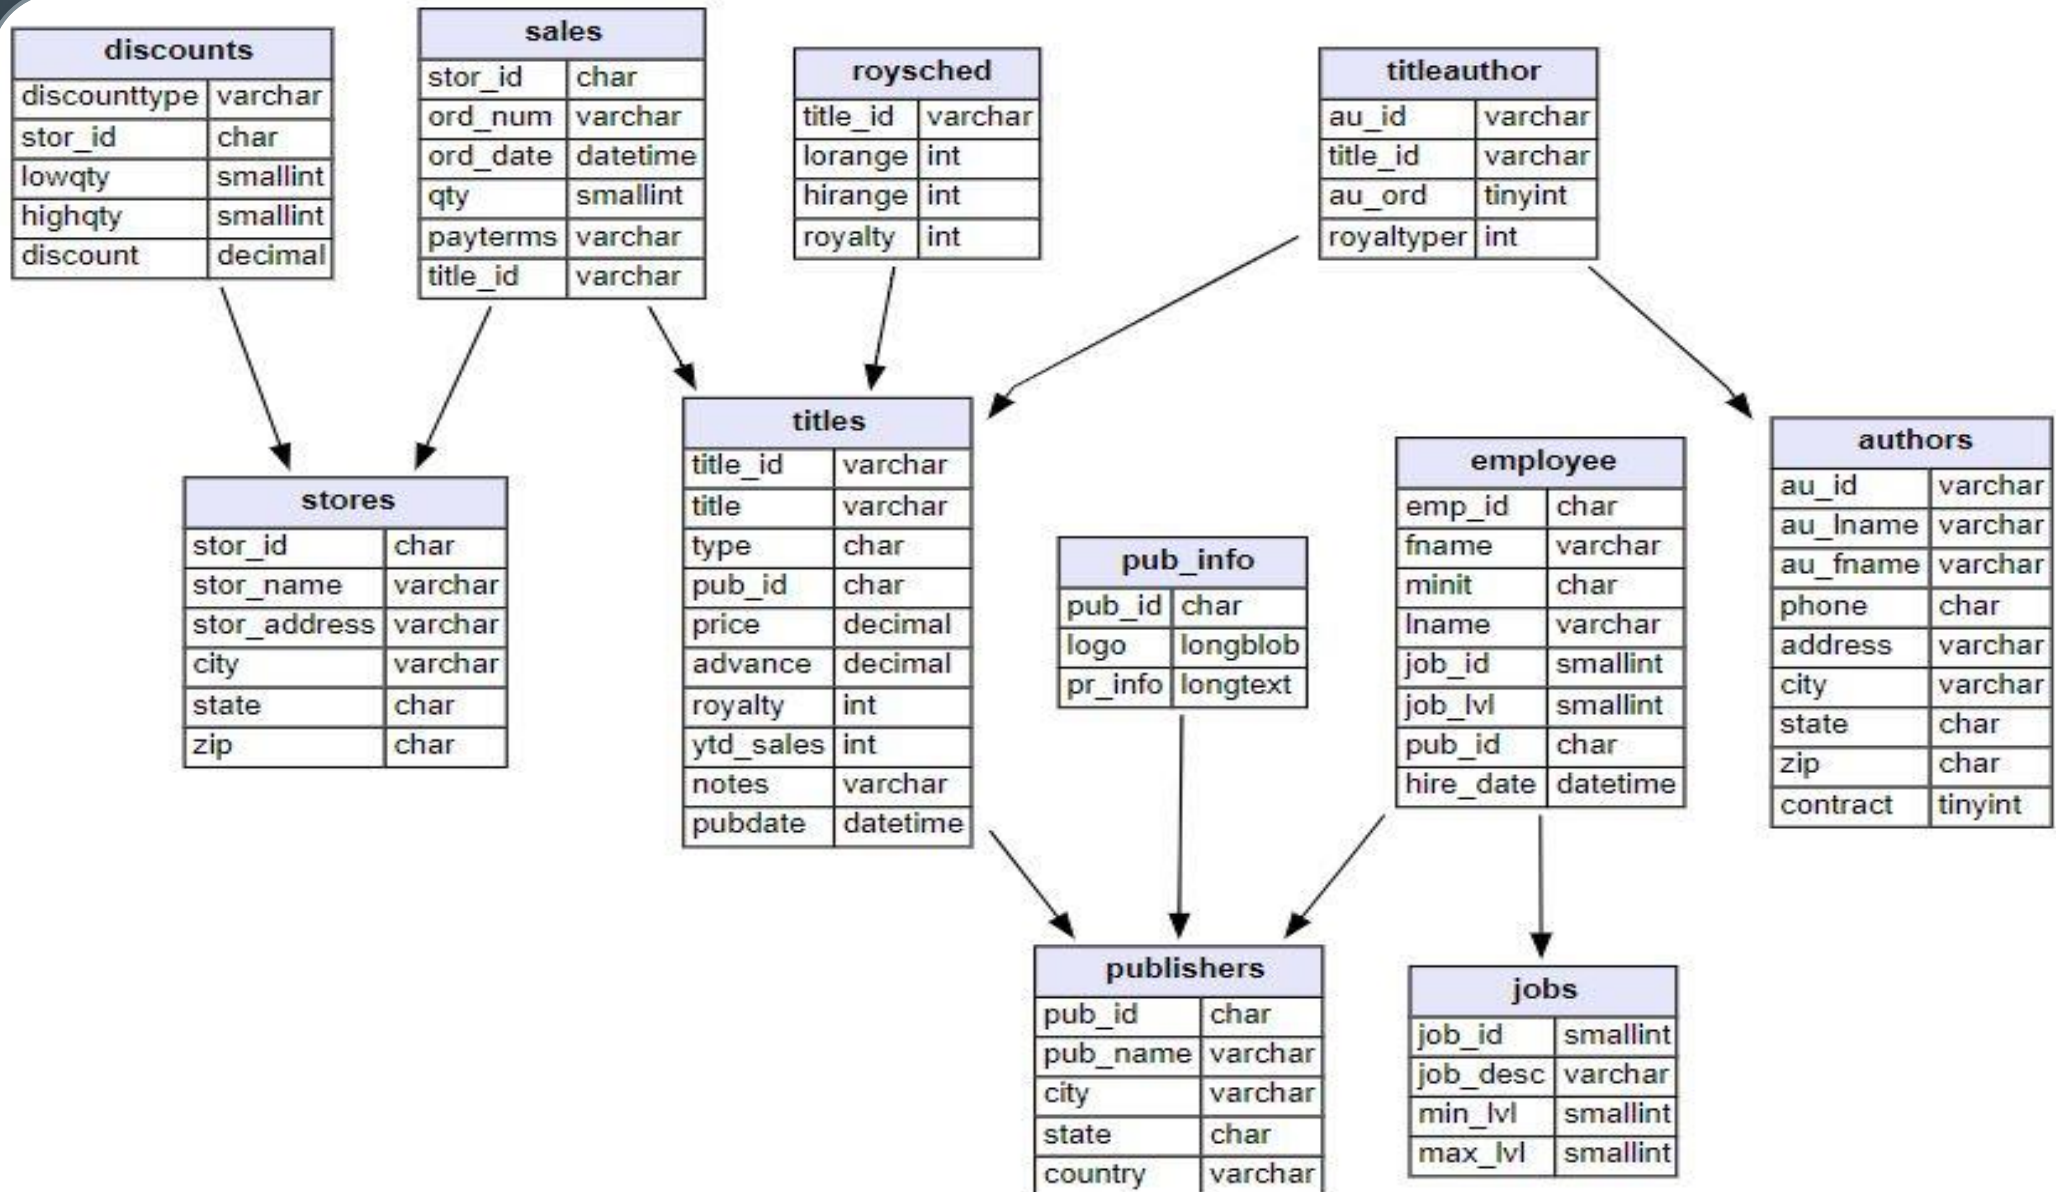 discounts
discounttype varchar
stor_id char
lowqty smallint
highqty smallint
discount decimal
sales
stor_id char
ord_num varchar
ord_date datetime
qty smallint
payterms varchar
title_id varchar
roysched
title_id varchar
lorange int
hirange int
royalty int
titleauthor
au_id varchar
title_id varchar
au_ord tinyint
royaltyper int
stores
stor_id char
stor_name varchar
stor_address varchar
city varchar
state char
zip char
titles
title_id varchar
title varchar
type char
pub_id char
price decimal
advance decimal
royalty int
ytd_sales int
notes varchar
pubdate datetime
pub_info
pub_id char
logo longblob
pr_info longtext
employee
emp_id char
fname varchar
minit char
lname varchar
job_id smallint
job_lvl smallint
pub_id char
hire_date datetime
authors
au_id varchar
au_lname varchar
au_fname varchar
phone char
address varchar
city varchar
state char
zip char
contract tinyint
publishers
pub_id char
pub_name varchar
city varchar
state char
country varchar
jobs
job_id smallint
job_desc varchar
min_lvl smallint
max_lvl smallint